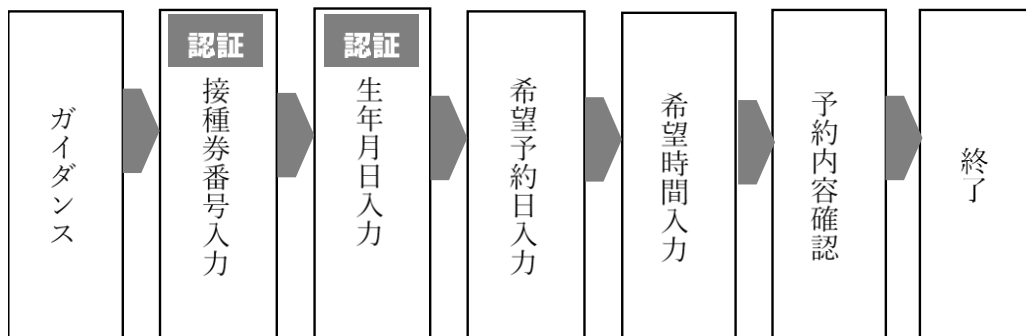 ガイダンス
認証
接種券番号入力
認証
生年月日入力
希望予約日入力
希望時間入力
予約内容確認
終了